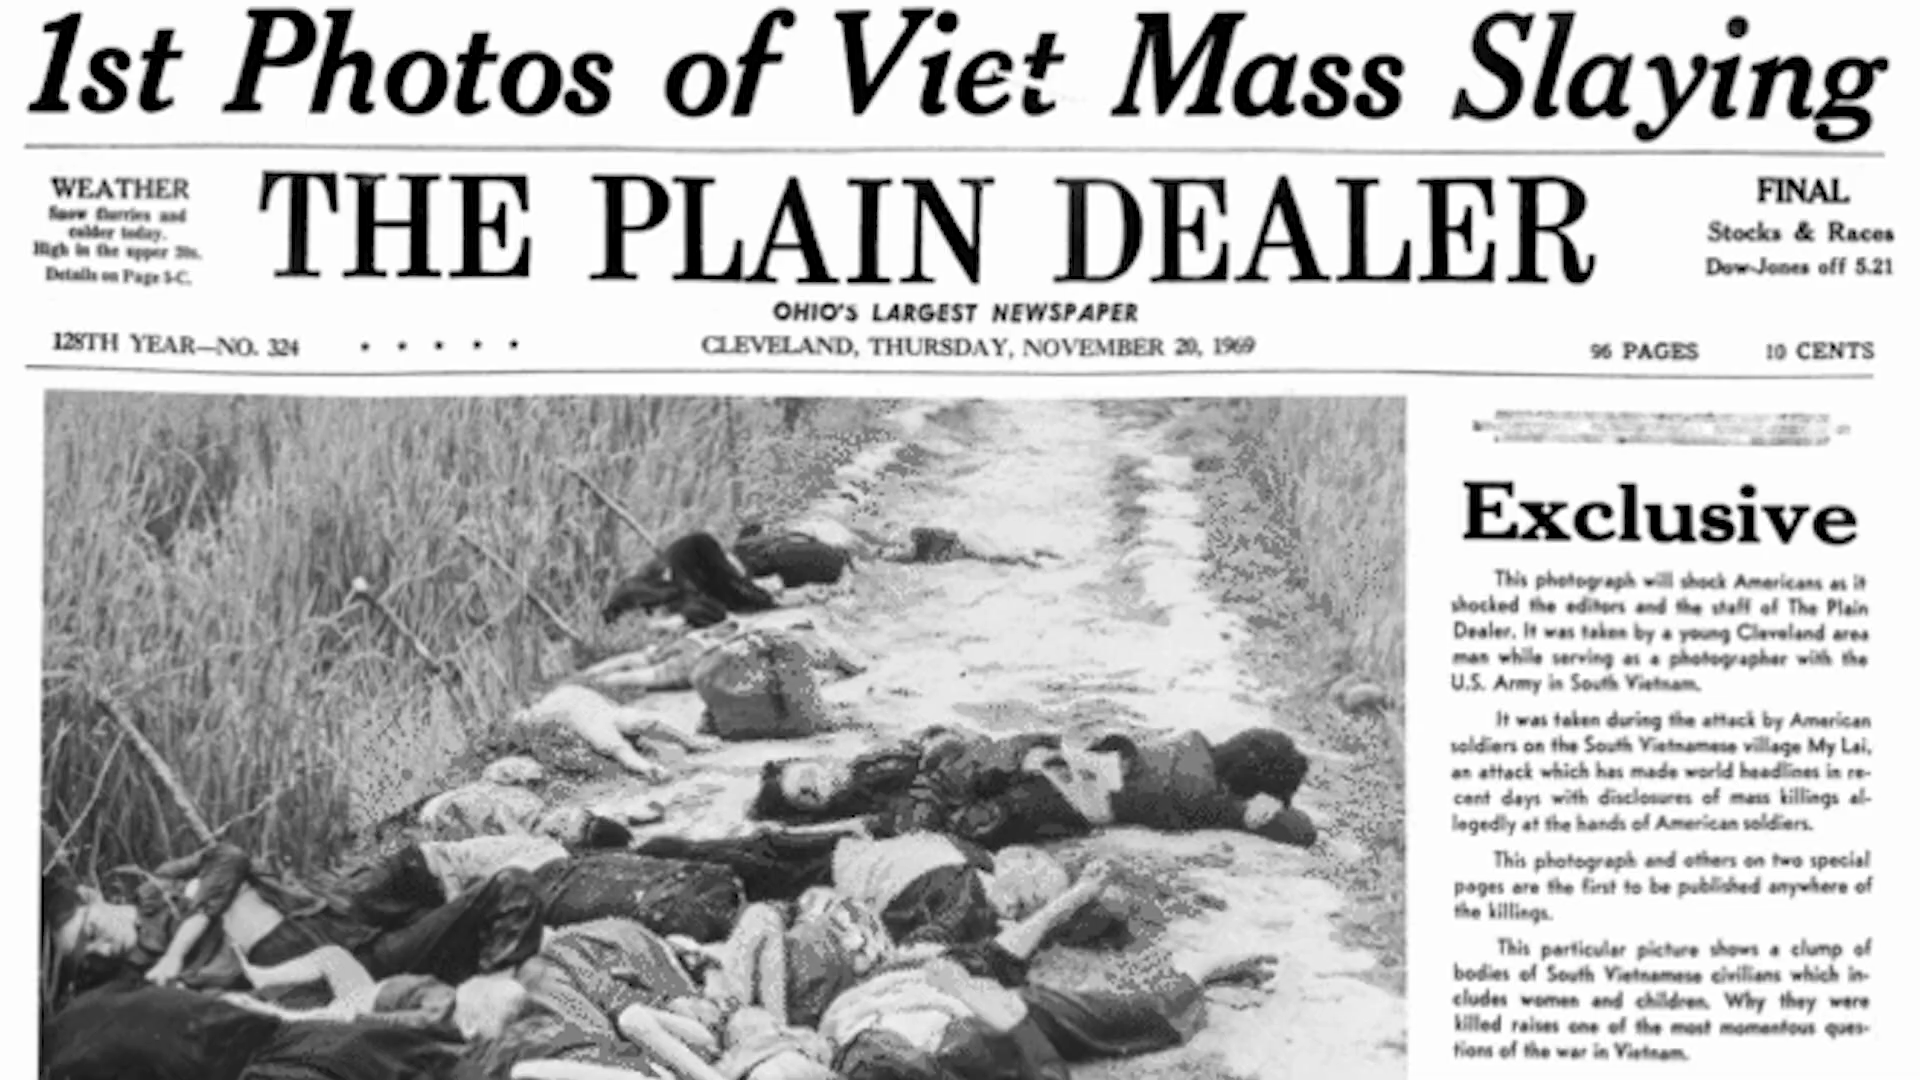 1st Photos of Viet Mass Slaying
WEATHER
Snow flurries and
colder today.
High in the upper 30s.
Details on Page 5-C.
THE PLAIN DEALER
FINAL
Stocks & Races
Dow-Jones off 5.21
OHIO'S LARGEST NEWSPAPER
128TH YEAR—NO. 324
CLEVELAND, THURSDAY, NOVEMBER 20, 1969
96 PAGES
10 CENTS
Exclusive
This photograph will shock Americans as it
shocked the editors and the staff of The Plain
Dealer. It was taken by a young Cleveland area
man while serving as a photographer with the
U.S. Army in South Vietnam.
It was taken during the attack by American
soldiers on the South Vietnamese village My Lai,
an attack which has made world headlines in re-
cent days with disclosures of mass killings al-
legedly at the hands of American soldiers.
This photograph and others on two special
pages are the first to be published anywhere of
the killings.
This particular picture shows a clump of
bodies of South Vietnamese civilians which in-
cludes women and children. Why they were
killed raises one of the most momentous ques-
tions of the war in Vietnam.